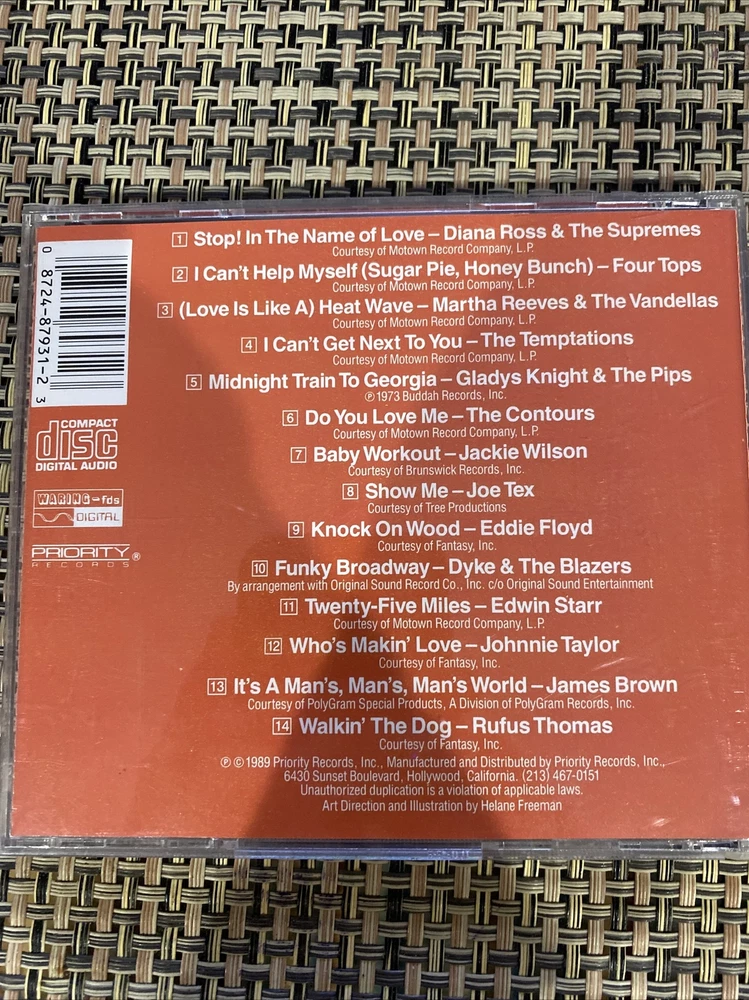 1 Stop! In The Name of Love – Diana Ross & The Supremes
Courtesy of Motown Record Company, L.P.
2 I Can't Help Myself (Sugar Pie, Honey Bunch) – Four Tops
Courtesy of Motown Record Company, L.P.
3 (Love Is Like A) Heat Wave – Martha Reeves & The Vandellas
Courtesy of Motown Record Company, L.P.
4 I Can't Get Next To You – The Temptations
Courtesy of Motown Record Company, L.P.
5 Midnight Train To Georgia – Gladys Knight & The Pips
℗ 1973 Buddah Records, Inc.
6 Do You Love Me – The Contours
Courtesy of Motown Record Company, L.P.
7 Baby Workout – Jackie Wilson
Courtesy of Brunswick Records, Inc.
8 Show Me – Joe Tex
Courtesy of Tree Productions
9 Knock On Wood – Eddie Floyd
Courtesy of Fantasy, Inc.
10 Funky Broadway – Dyke & The Blazers
By arrangement with Original Sound Record Co., Inc. c/o Original Sound Entertainment
11 Twenty-Five Miles – Edwin Starr
Courtesy of Motown Record Company, L.P.
12 Who's Makin' Love – Johnnie Taylor
Courtesy of Fantasy, Inc.
13 It's A Man's, Man's, Man's World – James Brown
Courtesy of PolyGram Special Products, A Division of PolyGram Records, Inc.
14 Walkin' The Dog – Rufus Thomas
Courtesy of Fantasy, Inc.
℗ © 1989 Priority Records, Inc., Manufactured and Distributed by Priority Records, Inc.,
6430 Sunset Boulevard, Hollywood, California. (213) 467-0151
Unauthorized duplication is a violation of applicable laws.
Art Direction and Illustration by Helane Freeman
0 8724-87931-2 3
COMPACT
disc
DIGITAL AUDIO
WARING-fds
DIGITAL
PRIORITY ®
RECORDS